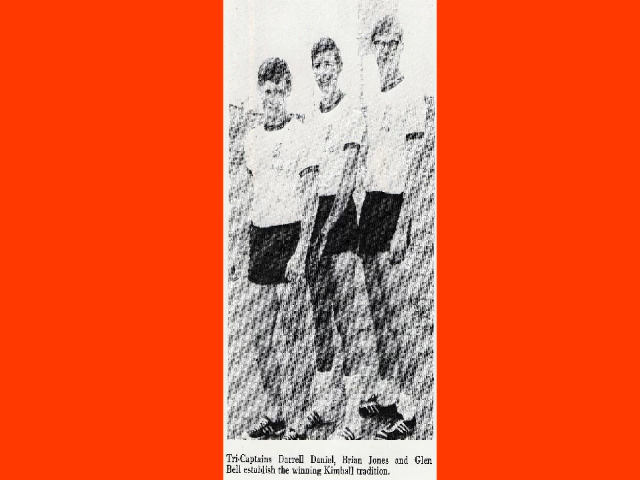 Tri-Captains Darrell Daniel, Brian Jones and Glen
Bell establish the winning Kimball tradition.